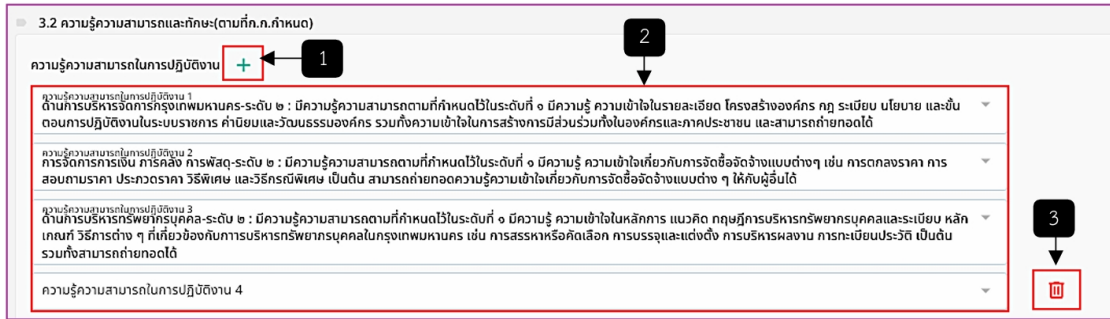 3.2 ความรู้ความสามารถและทักษะ(ตามที่ก.ก.กำหนด)
2
ความรู้ความสามารถในการปฏิบัติงาน + 1
ความรู้ความสามารถในการปฏิบัติงาน 1
ด้านการบริหารจัดการกรุงเทพมหานคร-ระดับ ๒ : มีความรู้ความสามารถตามที่กำหนดไว้ในระดับที่ ๑ มีความรู้ ความเข้าใจในรายละเอียด โครงสร้างองค์กร กฎ ระเบียบ นโยบาย และขั้น
ตอนการปฏิบัติงานในระบบราชการ ค่านิยมและวัฒนธรรมองค์กร รวมทั้งความเข้าใจในการสร้างการมีส่วนร่วมทั้งในองค์กรและภาคประชาชน และสามารถถ่ายทอดได้
ความรู้ความสามารถในการปฏิบัติงาน 2
การจัดการการเงิน การคลัง การพัสดุ-ระดับ ๒ : มีความรู้ความสามารถตามที่กำหนดไว้ในระดับที่ ๑ มีความรู้ ความเข้าใจเกี่ยวกับการจัดซื้อจัดจ้างแบบต่างๆ เช่น การตกลงราคา การ
สอบถามราคา ประกวดราคา วิธีพิเศษ และวิธีกรณีพิเศษ เป็นต้น สามารถถ่ายทอดความรู้ความเข้าใจเกี่ยวกับการจัดซื้อจัดจ้างแบบต่าง ๆ ให้กับผู้อื่นได้
ความรู้ความสามารถในการปฏิบัติงาน 3
ด้านการบริหารทรัพยากรบุคคล-ระดับ ๒ : มีความรู้ความสามารถตามที่กำหนดไว้ในระดับที่ ๑ มีความรู้ ความเข้าใจในหลักการ แนวคิด ทฤษฎีการบริหารทรัพยากรบุคคลและระเบียบ หลัก
เกณฑ์ วิธีการต่าง ๆ ที่เกี่ยวข้องกับการบริหารทรัพยากรบุคคลในกรุงเทพมหานคร เช่น การสรรหาหรือคัดเลือก การบรรจุและแต่งตั้ง การบริหารผลงาน การทะเบียนประวัติ เป็นต้น
รวมทั้งสามารถถ่ายทอดได้
3
ความรู้ความสามารถในการปฏิบัติงาน 4